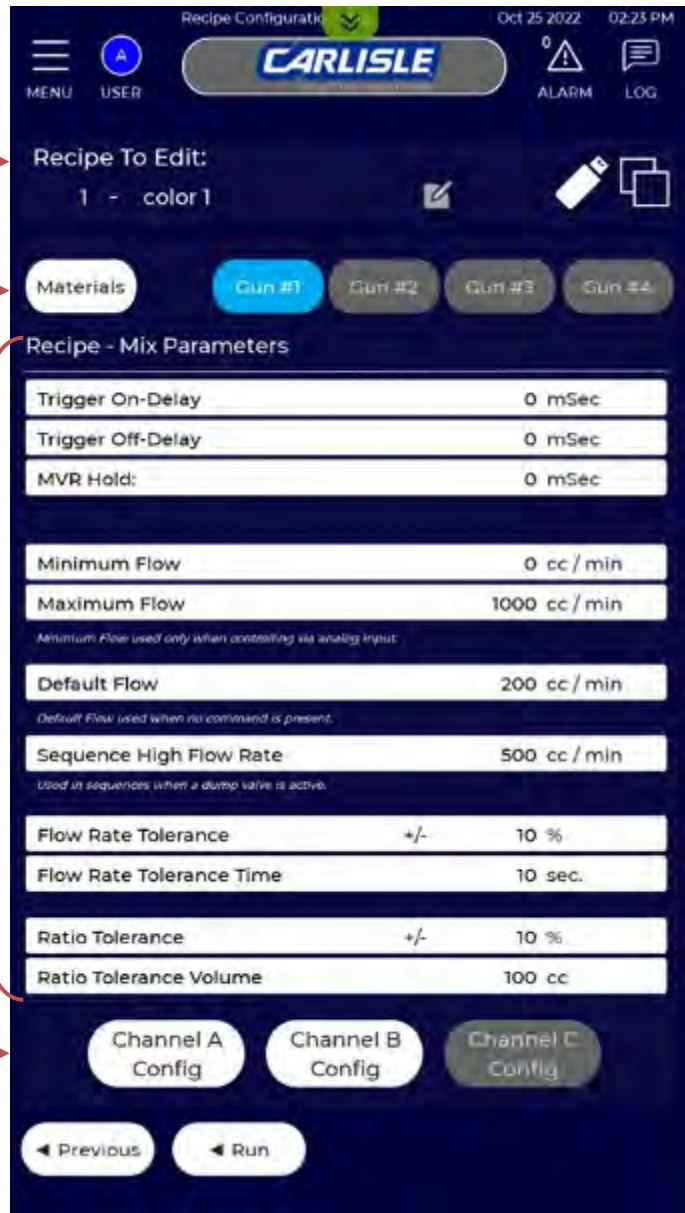 Recipe Configuratio Oct 25 2022 02:23 PM
A CARLISLE 0
MENU USER ALARM LOG
Recipe To Edit:
1 - color 1
Materials Gun #1 Gun #2 Gun #3 Gun #4
Recipe - Mix Parameters
Trigger On-Delay 0 mSec
Trigger Off-Delay 0 mSec
MVR Hold: 0 mSec
Minimum Flow 0 cc / min
Maximum Flow 1000 cc / min
Minimum Flow used only when controlling via analog input.
Default Flow 200 cc / min
Default Flow used when no command is present.
Sequence High Flow Rate 500 cc / min
Used in sequences when a dump valve is active.
Flow Rate Tolerance +/- 10 %
Flow Rate Tolerance Time 10 sec.
Ratio Tolerance +/- 10 %
Ratio Tolerance Volume 100 cc
Channel A Channel B Channel C
Config Config Config
◄ Previous ◄ Run